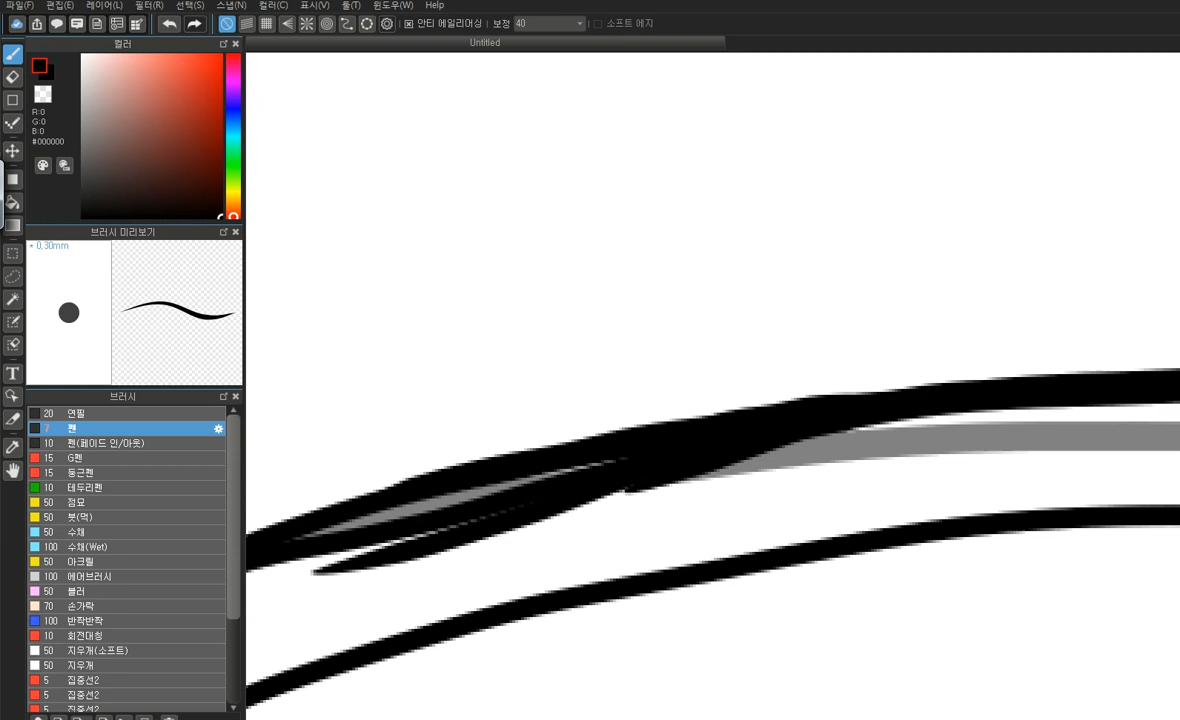 파일(F) 편집(E) 레이어(L) 필터(R) 선택(S) 스냅(N) 컬러(C) 표시(V) 툴(T) 윈도우(W) Help
안티 에일리어싱 보정 40 소프트 에지
컬러
Untitled
R:0
G:0
B:0
#000000
브러시 미리보기
* 0.30mm
브러시
20 연필
7 펜
10 펜(페이드 인/아웃)
15 G펜
15 둥근펜
10 테두리펜
50 점묘
50 붓(먹)
50 수채
100 수채(Wet)
50 아크릴
100 에어브러시
50 블러
70 손가락
100 반작반작
10 회전대칭
50 지우개(소프트)
50 지우개
5 집중선2
5 집중선2
5 집중선2